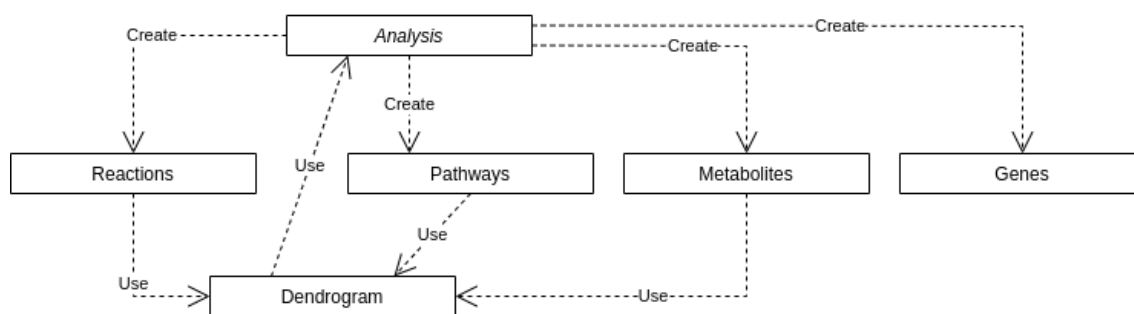 Analysis
Create
Create
Create
Create
Reactions
Pathways
Metabolites
Genes
Use
Use
Use
Use
Dendrogram